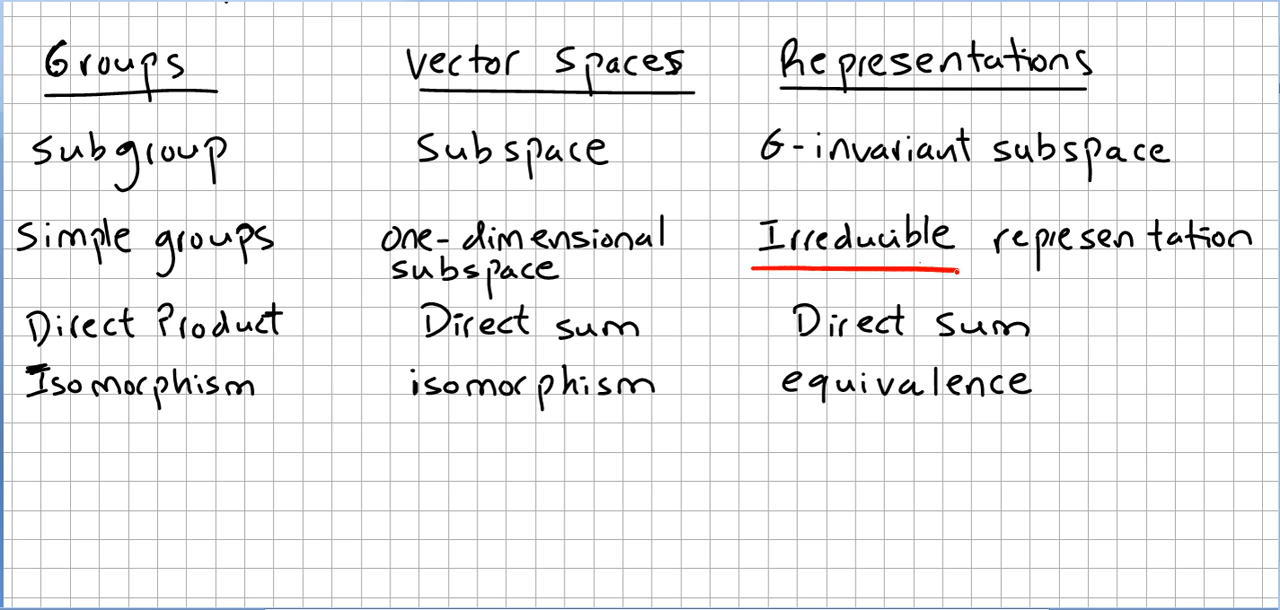 Groups Vector Spaces Representations
Subgroup Subspace G-invariant subspace
Simple groups one-dimensional subspace Irreducible representation
Direct Product Direct sum Direct sum
Isomorphism isomorphism equivalence